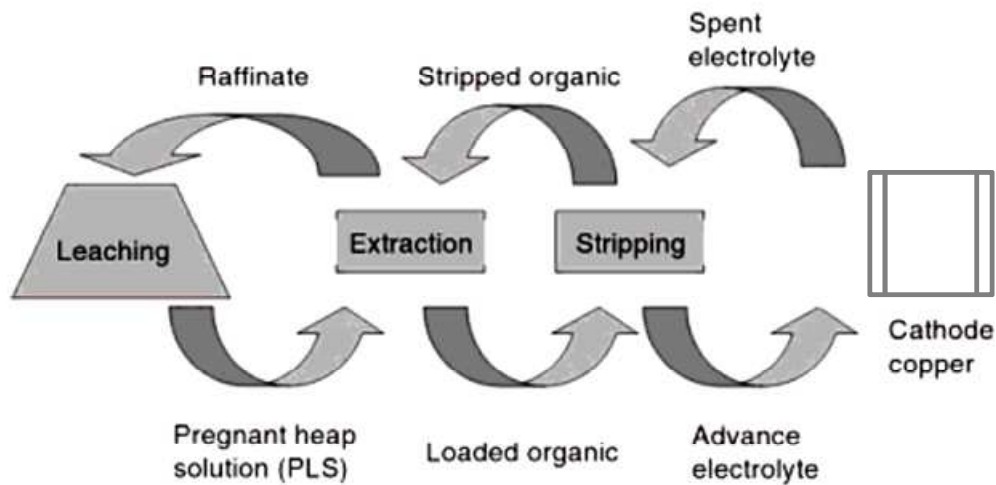 Spent
electrolyte
Raffinate
Stripped organic
Leaching
Extraction
Stripping
Cathode
copper
Pregnant heap
solution (PLS)
Loaded organic
Advance
electrolyte